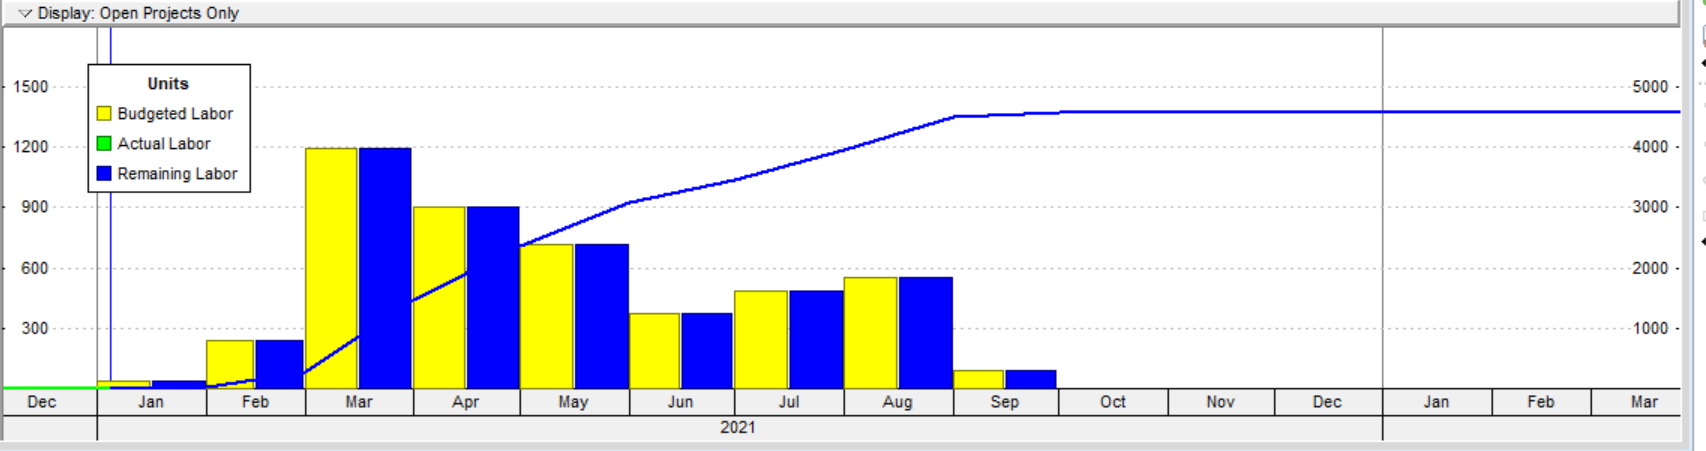 Display: Open Projects Only
Units
Budgeted Labor
Actual Labor
Remaining Labor
1500 5000
1200 4000
900 3000
600 2000
300 1000
Dec Jan Feb Mar Apr May Jun Jul Aug Sep Oct Nov Dec Jan Feb Mar
2021